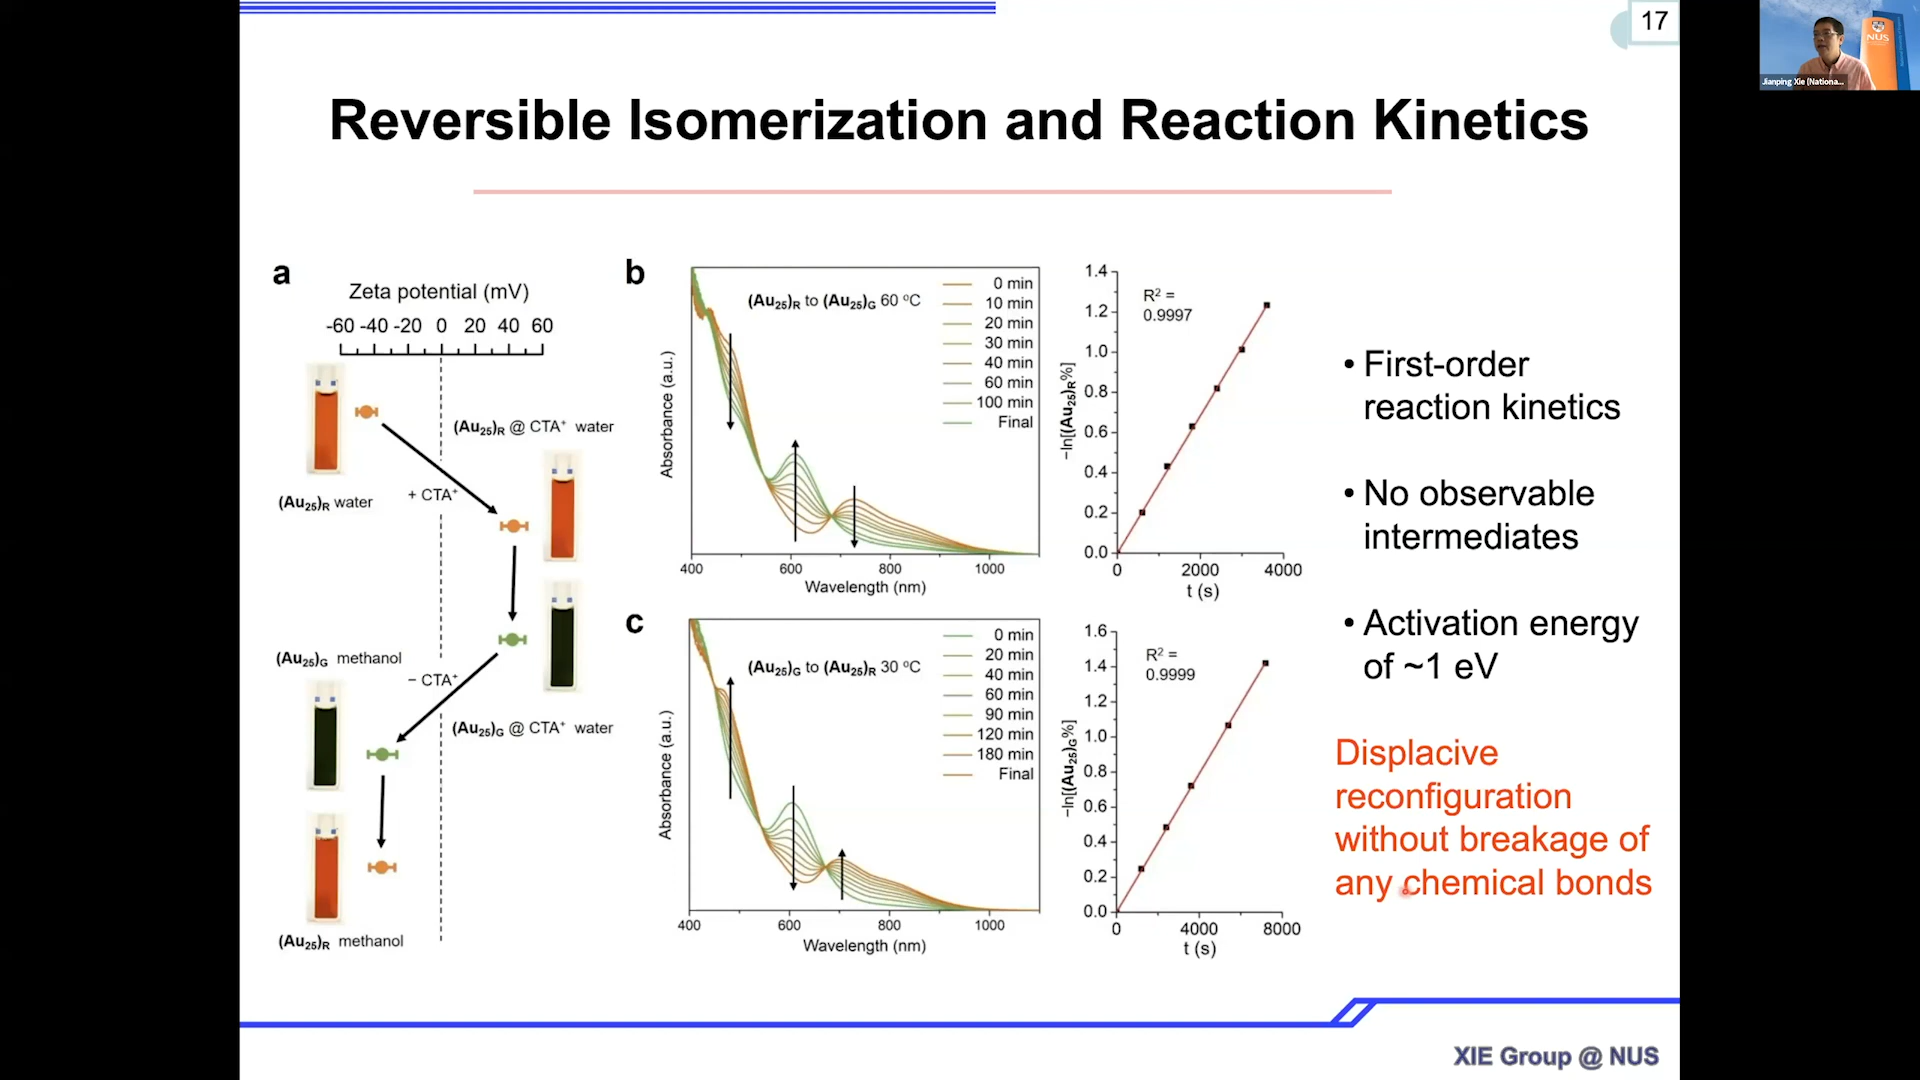 17
NUS
Jianping Xie (Nationa...
Reversible Isomerization and Reaction Kinetics
a
Zeta potential (mV)
-60 -40 -20 0 20 40 60
(Au25)R @ CTA+ water
+ CTA+
(Au25)R water
(Au25)G methanol
− CTA+
(Au25)G @ CTA+ water
(Au25)R methanol
b
(Au25)R to (Au25)G 60 °C
0 min
10 min
20 min
30 min
40 min
60 min
100 min
Final
Absorbance (a.u.)
400 600 800 1000
Wavelength (nm)
R² =
0.9997
−ln[(Au25)R%]
1.4
1.2
1.0
0.8
0.6
0.4
0.2
0.0
0 2000 4000
t (s)
c
(Au25)G to (Au25)R 30 °C
0 min
20 min
40 min
60 min
90 min
120 min
180 min
Final
Absorbance (a.u.)
400 600 800 1000
Wavelength (nm)
R² =
0.9999
−ln[(Au25)G%]
1.6
1.4
1.2
1.0
0.8
0.6
0.4
0.2
0.0
0 4000 8000
t (s)
• First-order
reaction kinetics
• No observable
intermediates
• Activation energy
of ~1 eV
Displacive
reconfiguration
without breakage of
any chemical bonds
XIE Group @ NUS